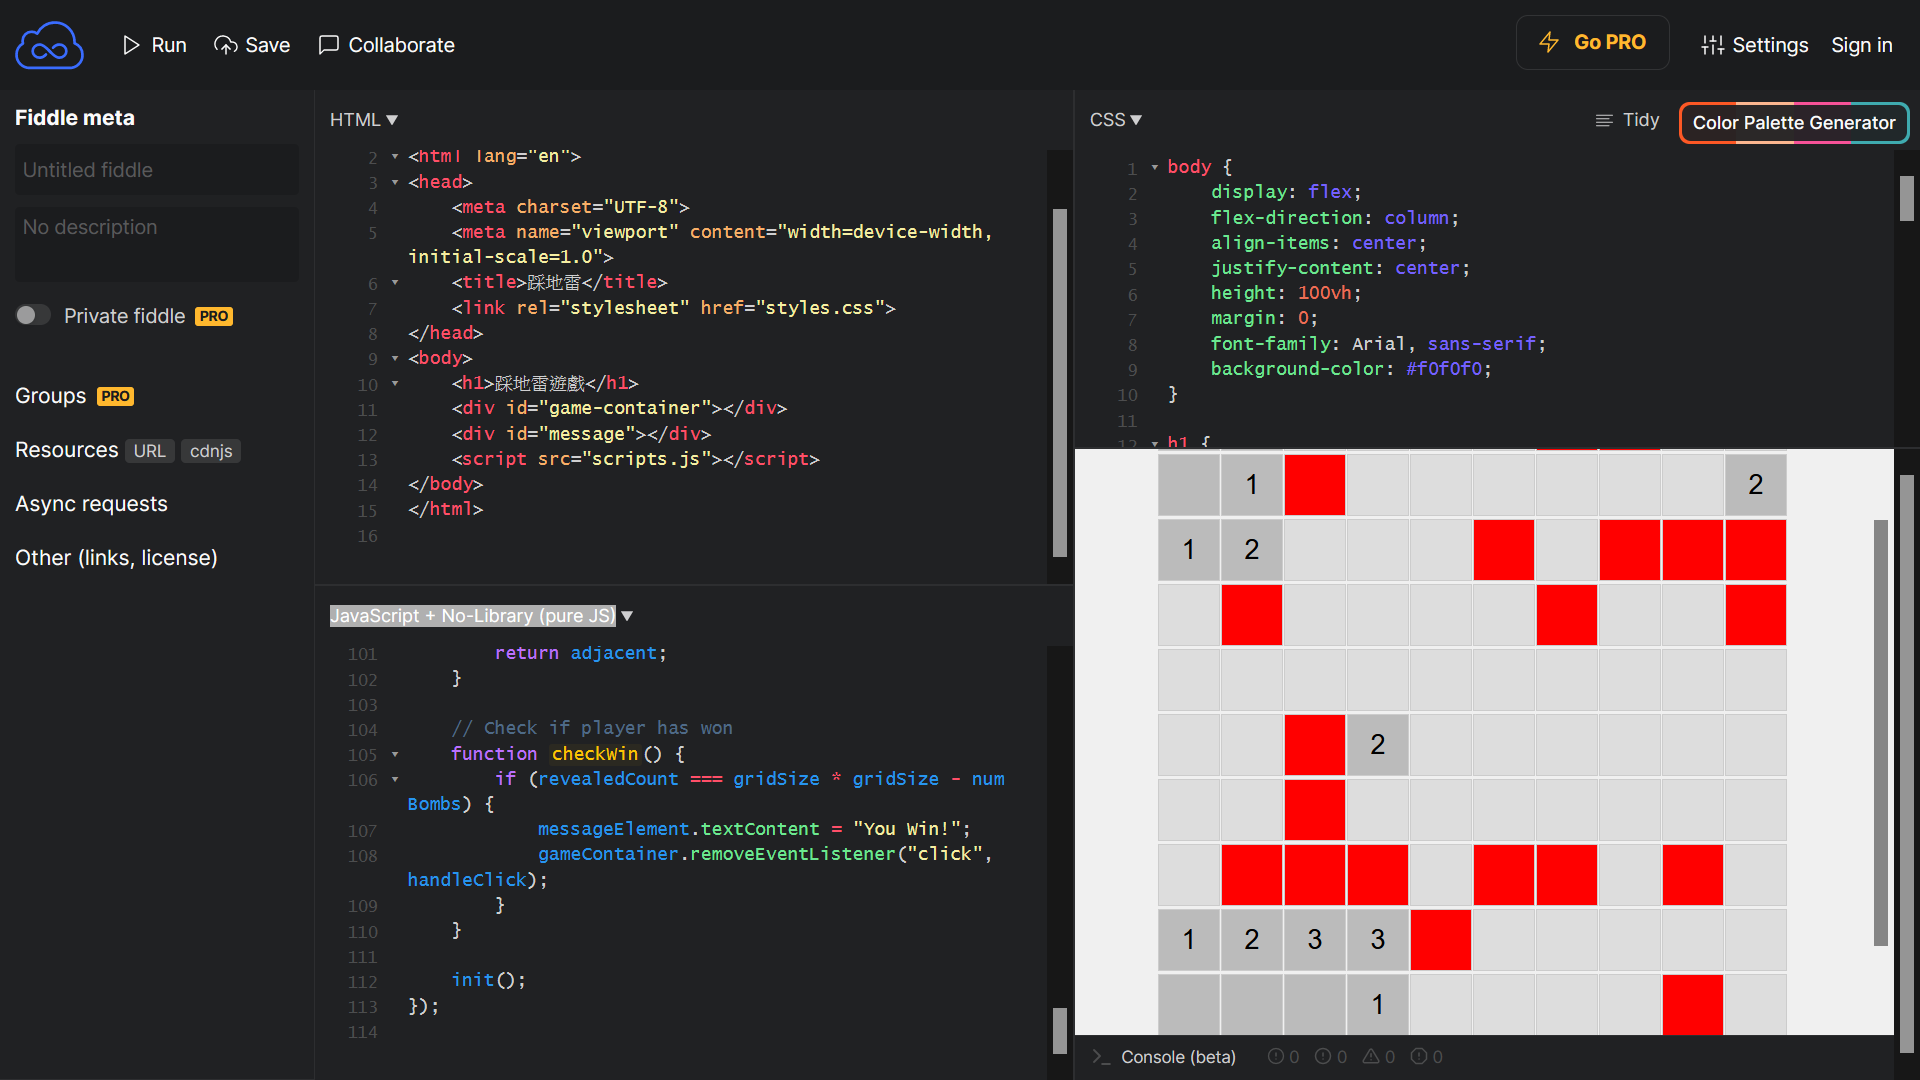 Run
Save
Collaborate
Go PRO
Settings
Sign in
Fiddle meta
Untitled fiddle
No description
Private fiddle PRO
Groups PRO
Resources URL cdnjs
Async requests
Other (links, license)
HTML
2 <html lang="en">
3 <head>
4 <meta charset="UTF-8">
5 <meta name="viewport" content="width=device-width,
initial-scale=1.0">
6 <title>踩地雷</title>
7 <link rel="stylesheet" href="styles.css">
8 </head>
9 <body>
10 <h1>踩地雷遊戲</h1>
11 <div id="game-container"></div>
12 <div id="message"></div>
13 <script src="scripts.js"></script>
14 </body>
15 </html>
16
JavaScript + No-Library (pure JS)
101 return adjacent;
102 }
103
104 // Check if player has won
105 function checkWin() {
106 if (revealedCount === gridSize * gridSize - num
Bombs) {
107 messageElement.textContent = "You Win!";
108 gameContainer.removeEventListener("click",
handleClick);
109 }
110 }
111
112 init();
113 });
114
CSS
Tidy
Color Palette Generator
1 body {
2 display: flex;
3 flex-direction: column;
4 align-items: center;
5 justify-content: center;
6 height: 100vh;
7 margin: 0;
8 font-family: Arial, sans-serif;
9 background-color: #f0f0f0;
10 }
11
12 h1 {
1 2
1 2
2
1 2 3 3
1
Console (beta) 0 0 0 0